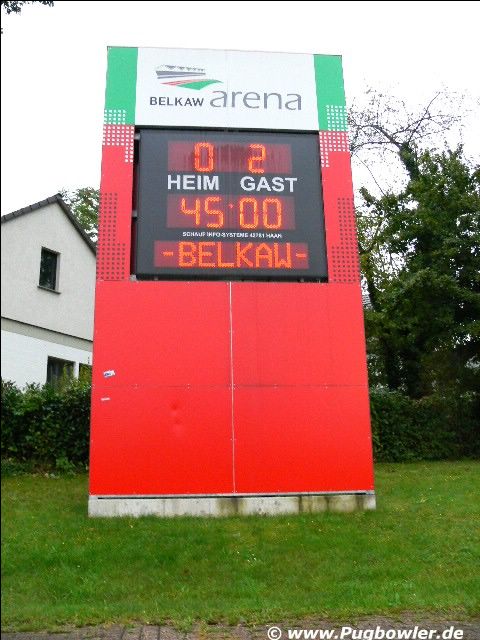 BELKAW arena
0 2
HEIM GAST
45:00
SCHAUF INFO-SYSTEME 42781 HAAN
-BELKAW-
© www.Pugbowler.de